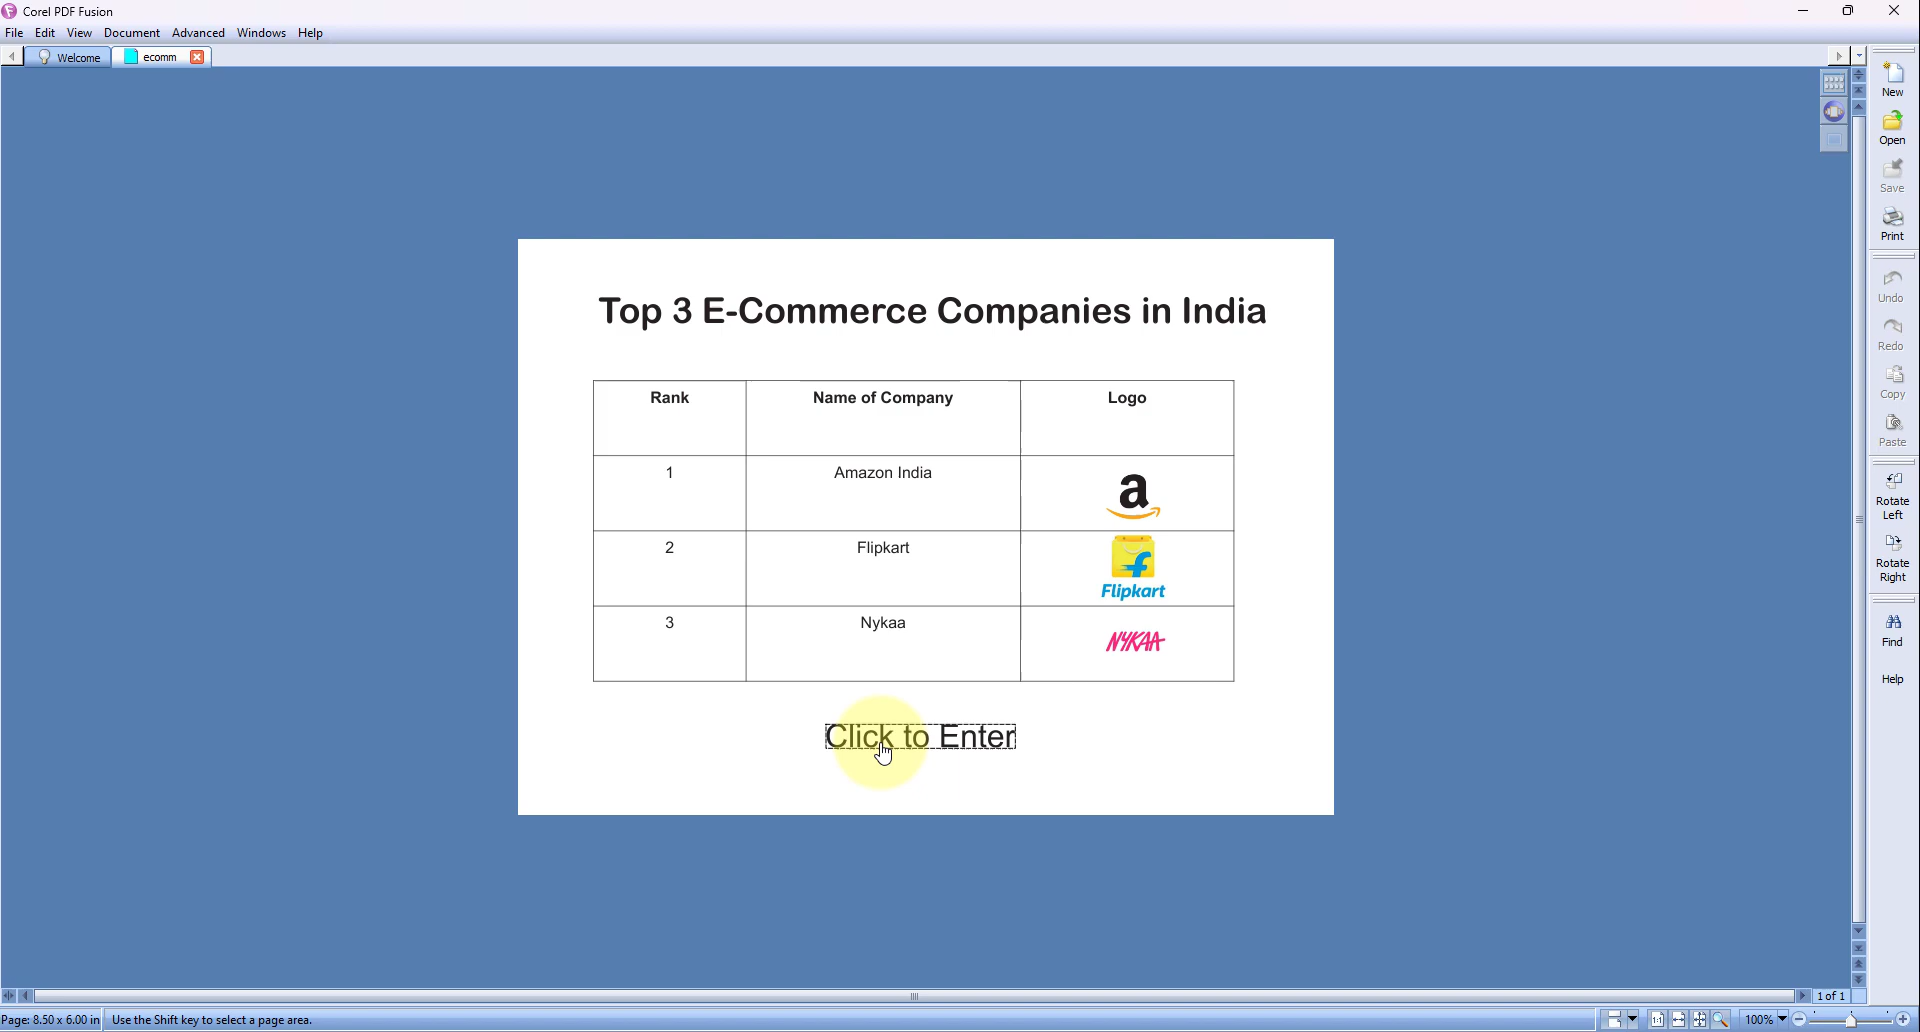 Corel PDF Fusion
File Edit View Document Advanced Windows Help
Welcome ecomm
New
Open
Save
Print
Undo
Redo
Copy
Paste
Rotate
Left
Rotate
Right
Find
Help
Top 3 E-Commerce Companies in India
Rank Name of Company Logo
1 Amazon India a
2 Flipkart Flipkart
3 Nykaa NYKAA
Click to Enter
1 of 1
Page: 8.50 x 6.00 in Use the Shift key to select a page area. 1:1 100%